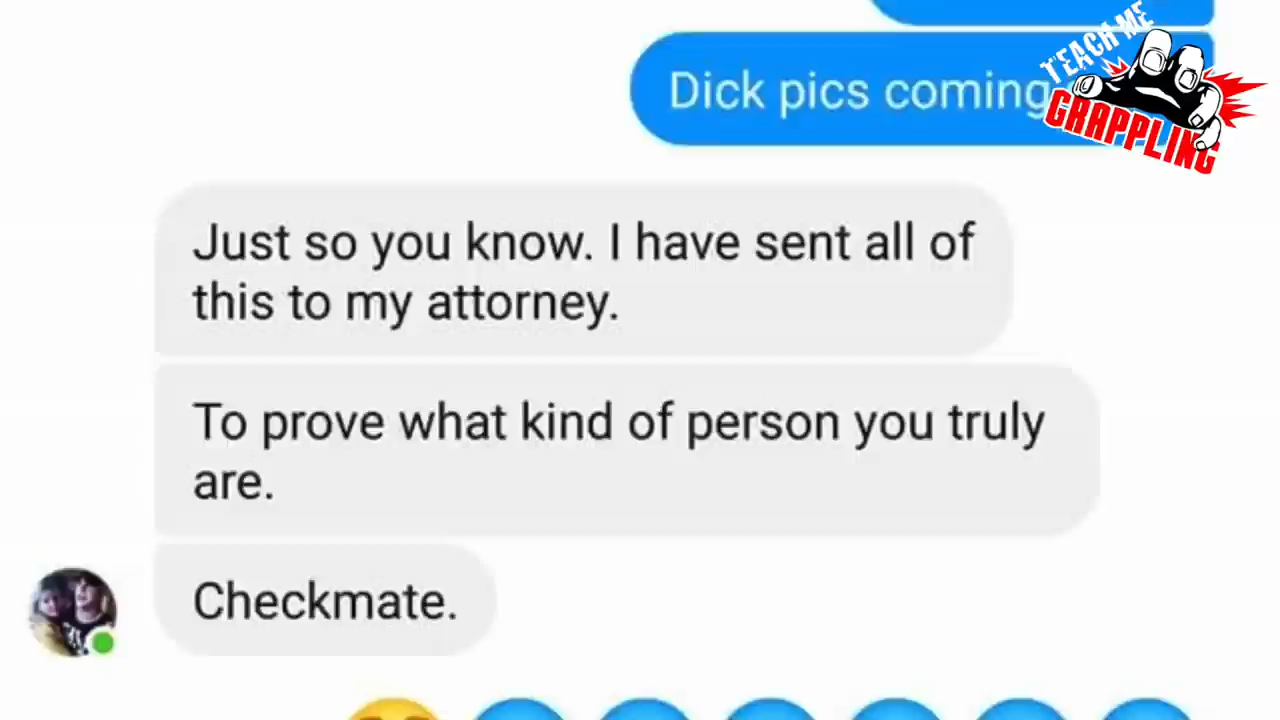 TEACH ME
GRAPPLING
Dick pics coming
Just so you know. I have sent all of
this to my attorney.
To prove what kind of person you truly
are.
Checkmate.